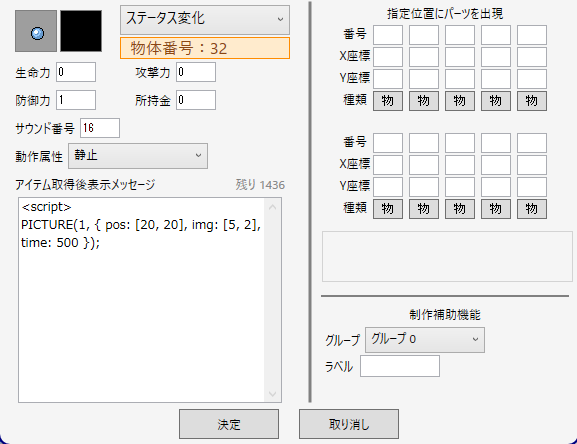 ステータス変化
物体番号：32
生命力 0 攻撃力 0
防御力 1 所持金 0
サウンド番号 16
動作属性 静止
アイテム取得後表示メッセージ 残り 1436
<script>
PICTURE(1, { pos: [20, 20], img: [5, 2],
time: 500 });
指定位置にパーツを出現
番号
X座標
Y座標
種類 物 物 物 物 物
番号
X座標
Y座標
種類 物 物 物 物 物
制作補助機能
グループ グループ 0
ラベル
決定 取り消し